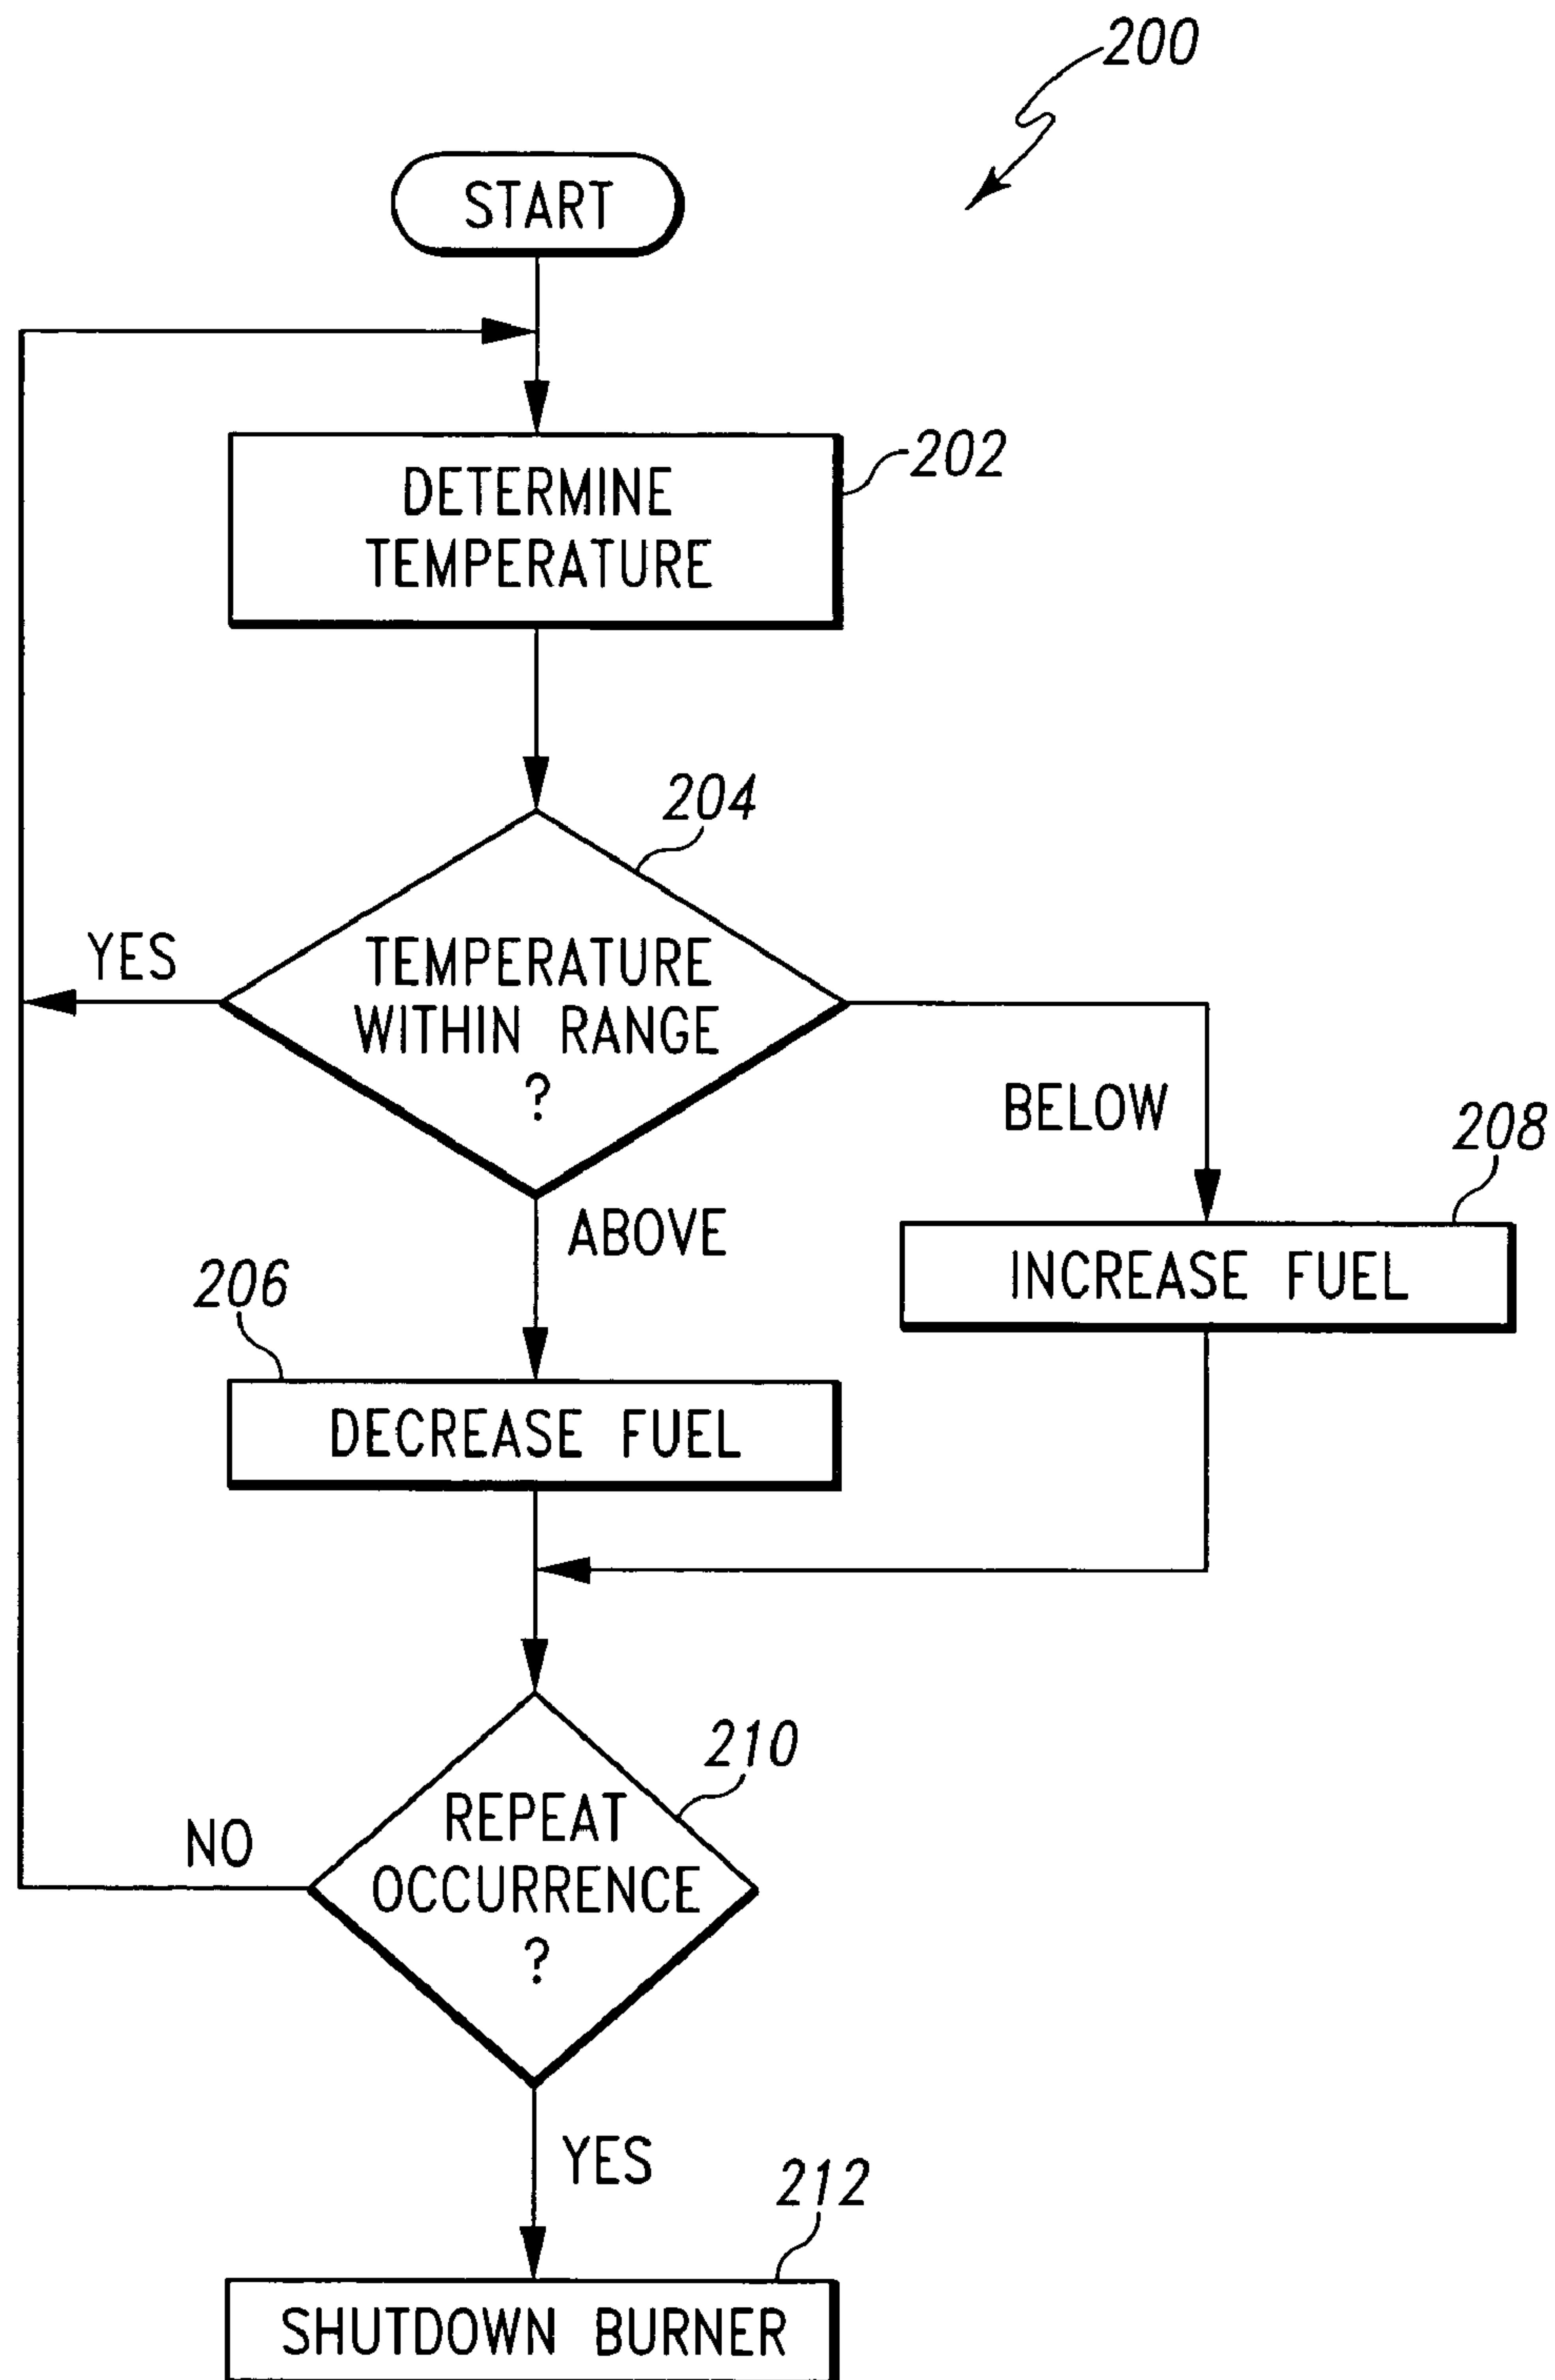 200
START
DETERMINE
TEMPERATURE
202
204
YES
TEMPERATURE
WITHIN RANGE
?
BELOW
208
ABOVE
INCREASE FUEL
206
DECREASE FUEL
210
REPEAT
OCCURRENCE
?
NO
YES
212
SHUTDOWN BURNER